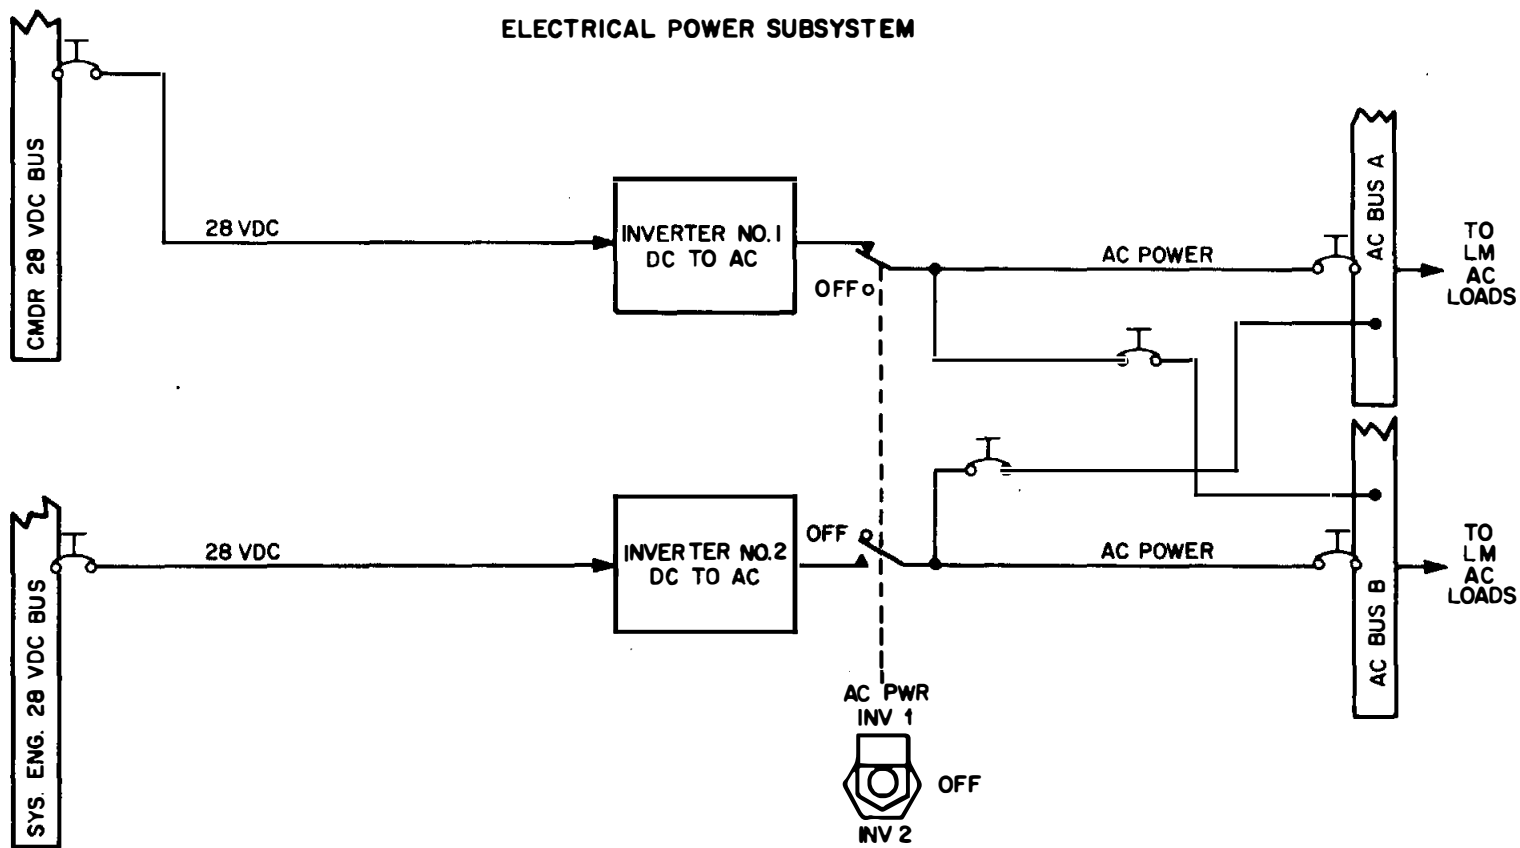 ELECTRICAL POWER SUBSYSTEM
CMDR 28 VDC BUS
28 VDC
INVERTER NO. 1
DC TO AC
OFF
AC POWER
AC BUS A
TO
LM
AC
LOADS
SYS. ENG. 28 VDC BUS
28 VDC
INVERTER NO. 2
DC TO AC
OFF
AC POWER
AC BUS B
TO
LM
AC
LOADS
AC PWR
INV 1
OFF
INV 2